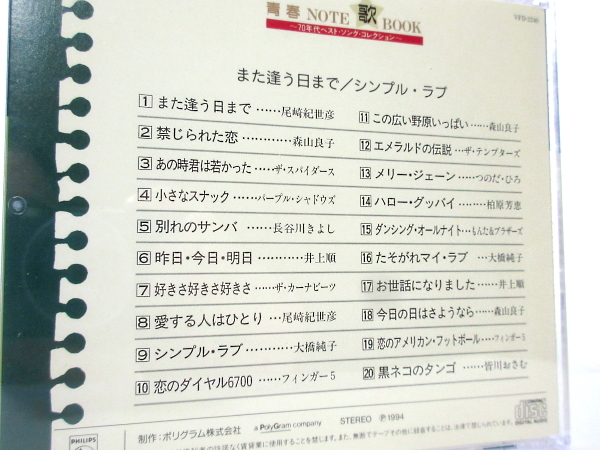 青春 NOTE 歌 BOOK
〜70年代ベスト・ソング・コレクション〜
また逢う日まで／シンプル・ラブ
1 また逢う日まで ……尾崎紀世彦
2 禁じられた恋 …………森山良子
3 あの時君は若かった……ザ・スパイダース
4 小さなスナック ……パープル・シャドウズ
5 別れのサンバ ……長谷川きよし
6 昨日・今日・明日 …………井上順
7 好きさ好きさ好きさ ……ザ・カーナビーツ
8 愛する人はひとり …尾崎紀世彦
9 シンプル・ラブ …………大橋純子
10 恋のダイヤル6700 ……フィンガー5
11 この広い野原いっぱい ……森山良子
12 エメラルドの伝説 …ザ・テンプターズ
13 メリー・ジェーン ……つのだ・ひろ
14 ハロー・グッバイ ……柏原芳恵
15 ダンシング・オールナイト …もんた&ブラザーズ
16 たそがれマイ・ラブ …大橋純子
17 お世話になりました ……井上順
18 今日の日はさようなら ……森山良子
19 恋のアメリカン・フットボール ……フィンガー5
20 黒ネコのタンゴ ……皆川おさむ
PHILIPS
制作：ポリグラム株式会社 a PolyGram company STEREO Ⓟ1994
COMPACT disc DIGITAL AUDIO